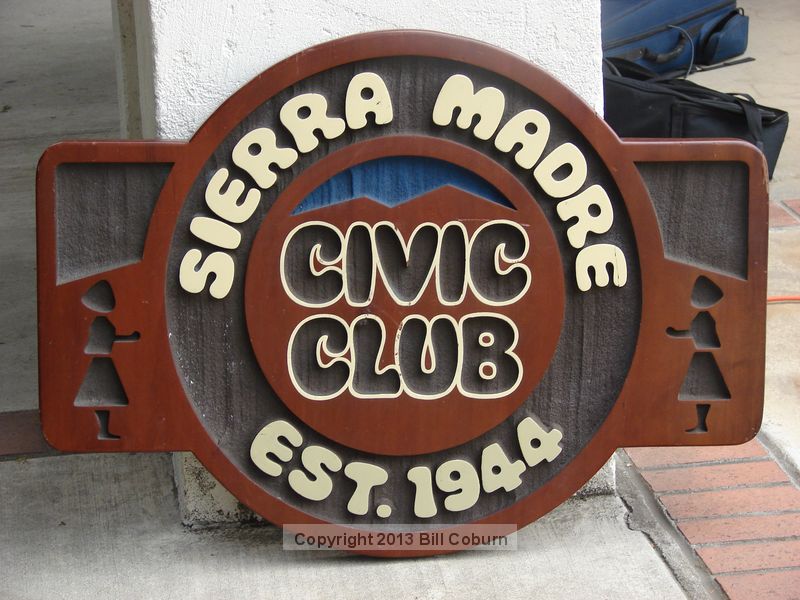 SIERRA MADRE
CIVIC
CLUB
EST. 1944
Copyright 2013 Bill Coburn